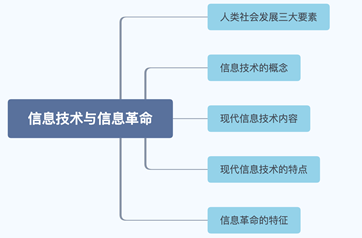 人类社会发展三大要素
信息技术的概念
信息技术与信息革命
现代信息技术内容
现代信息技术的特点
信息革命的特征